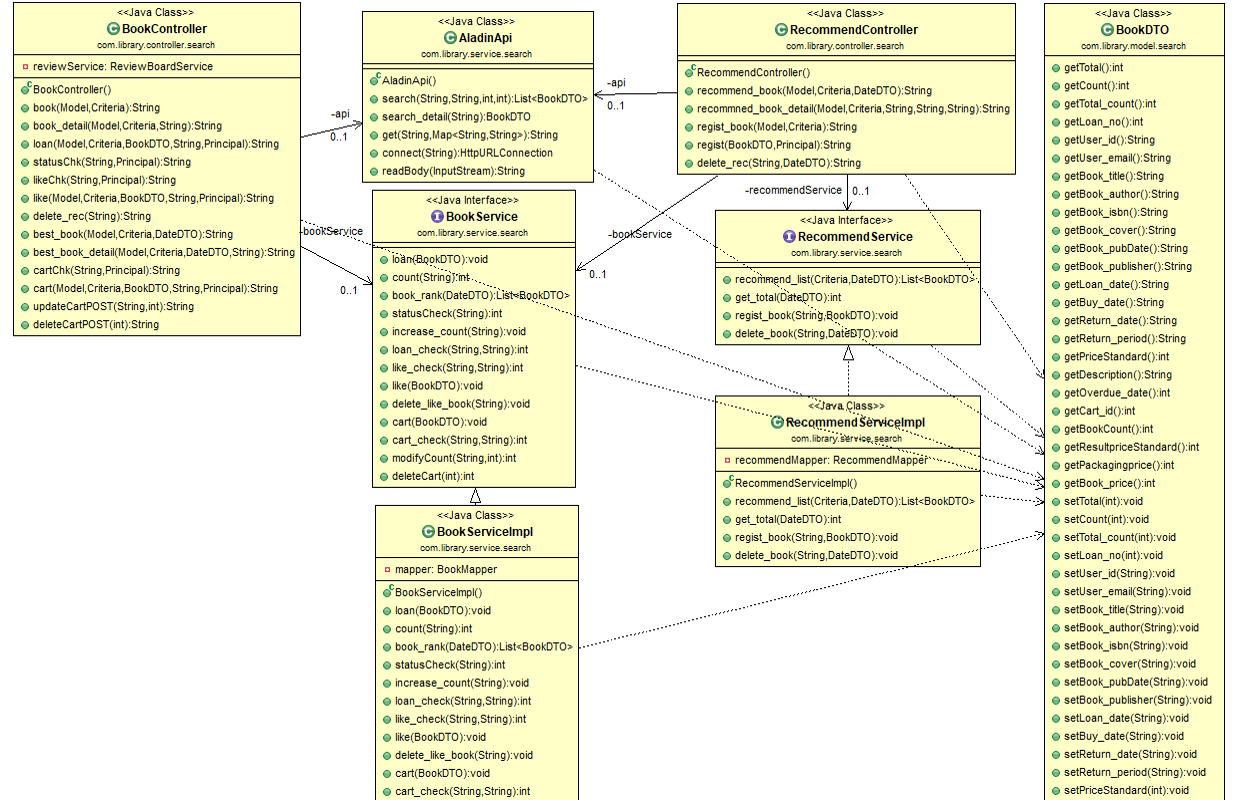 <<Java Class>>
BookController
com.library.controller.search
reviewService: ReviewBoardService
BookController()
book(Model,Criteria):String
book_detail(Model,Criteria,String):String
loan(Model,Criteria,BookDTO,String,Principal):String
statusChk(String,Principal):String
likeChk(String,Principal):String
like(Model,Criteria,BookDTO,String,Principal):String
delete_rec(String):String
best_book(Model,Criteria,DateDTO):String
best_book_detail(Model,Criteria,DateDTO,String):String
cartChk(String,Principal):String
cart(Model,Criteria,BookDTO,String,Principal):String
updateCartPOST(String,int):String
deleteCartPOST(int):String
-api
0..1
-bookService
0..1
<<Java Class>>
AladinApi
com.library.service.search
AladinApi()
search(String,String,int,int):List<BookDTO>
search_detail(String):BookDTO
get(String,Map<String,String>):String
connect(String):HttpURLConnection
readBody(InputStream):String
<<Java Interface>>
BookService
com.library.service.search
loan(BookDTO):void
count(String):int
book_rank(DateDTO):List<BookDTO>
statusCheck(String):int
increase_count(String):void
loan_check(String,String):int
like_check(String,String):int
like(BookDTO):void
delete_like_book(String):void
cart(BookDTO):void
cart_check(String,String):int
modifyCount(String,int):int
deleteCart(int):int
<<Java Class>>
BookServiceImpl
com.library.service.search
mapper: BookMapper
BookServiceImpl()
loan(BookDTO):void
count(String):int
book_rank(DateDTO):List<BookDTO>
statusCheck(String):int
increase_count(String):void
loan_check(String,String):int
like_check(String,String):int
like(BookDTO):void
delete_like_book(String):void
cart(BookDTO):void
cart_check(String,String):int
-api
0..1
<<Java Class>>
RecommendController
com.library.controller.search
RecommendController()
recommend_book(Model,Criteria,DateDTO):String
recommned_book_detail(Model,Criteria,String,String,String):String
regist_book(Model,Criteria):String
regist(BookDTO,Principal):String
delete_rec(String,DateDTO):String
-recommendService
0..1
-bookService
0..1
<<Java Interface>>
RecommendService
com.library.service.search
recommend_list(Criteria,DateDTO):List<BookDTO>
get_total(DateDTO):int
regist_book(String,BookDTO):void
delete_book(String,DateDTO):void
<<Java Class>>
RecommendServiceImpl
com.library.service.search
recommendMapper: RecommendMapper
RecommendServiceImpl()
recommend_list(Criteria,DateDTO):List<BookDTO>
get_total(DateDTO):int
regist_book(String,BookDTO):void
delete_book(String,DateDTO):void
<<Java Class>>
BookDTO
com.library.model.search
getTotal():int
getCount():int
getTotal_count():int
getLoan_no():int
getUser_id():String
getUser_email():String
getBook_title():String
getBook_author():String
getBook_isbn():String
getBook_cover():String
getBook_pubDate():String
getBook_publisher():String
getLoan_date():String
getBuy_date():String
getReturn_date():String
getReturn_period():String
getPriceStandard():int
getDescription():String
getOverdue_date():int
getCart_id():int
getBookCount():int
getResultpriceStandard():int
getPackagingprice():int
getBook_price():int
setTotal(int):void
setCount(int):void
setTotal_count(int):void
setLoan_no(int):void
setUser_id(String):void
setUser_email(String):void
setBook_title(String):void
setBook_author(String):void
setBook_isbn(String):void
setBook_cover(String):void
setBook_pubDate(String):void
setBook_publisher(String):void
setLoan_date(String):void
setBuy_date(String):void
setReturn_date(String):void
setReturn_period(String):void
setPriceStandard(int):void